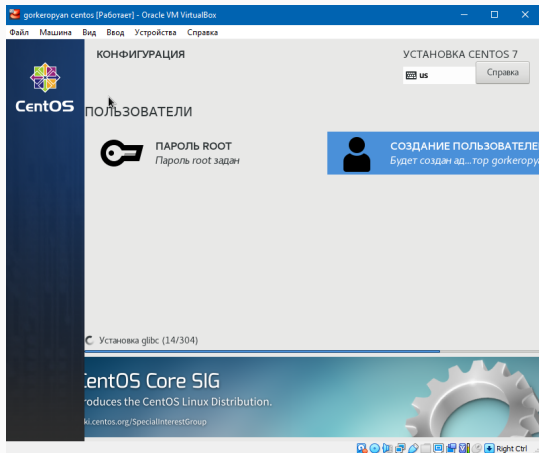 gorkeropyan centos [Работает] - Oracle VM VirtualBox
Файл Машина Вид Ввод Устройства Справка
КОНФИГУРАЦИЯ
УСТАНОВКА CENTOS 7
us
Справка
CentOS
ПОЛЬЗОВАТЕЛИ
ПАРОЛЬ ROOT
Пароль root задан
СОЗДАНИЕ ПОЛЬЗОВАТЕЛЕ
Будет создан ад...тор gorkeropya
Установка glibc (14/304)
CentOS Core SIG
roduces the CentOS Linux Distribution.
ki.centos.org/SpecialInterestGroup
Right Ctrl